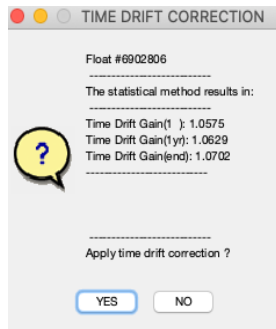 TIME DRIFT CORRECTION
Float #6902806
----------------------------
The statistical method results in:
----------------------------
Time Drift Gain(1  ): 1.0575
Time Drift Gain(1yr): 1.0629
Time Drift Gain(end): 1.0702
----------------------------
----------------------------
Apply time drift correction ?
?
YES NO